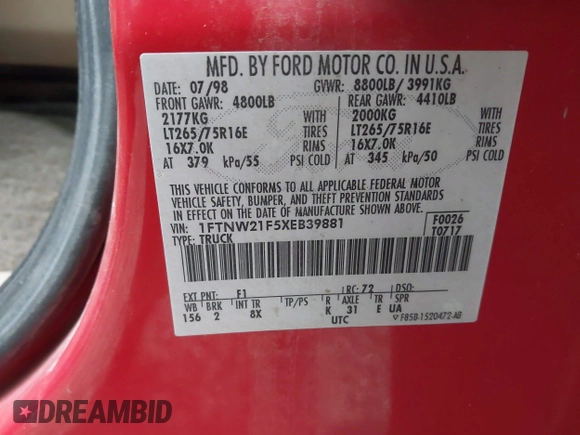 MFD. BY FORD MOTOR CO. IN U.S.A.
DATE: 07/98 GVWR: 8800LB/ 3991KG
FRONT GAWR: 4800LB REAR GAWR: 4410LB
2177KG WITH 2000KG WITH
LT265/75R16E TIRES LT265/75R16E TIRES
16X7.0K RIMS 16X7.0K RIMS
AT 379 kPa/55 PSI COLD AT 345 kPa/50 PSI COLD
THIS VEHICLE CONFORMS TO ALL APPLICABLE FEDERAL MOTOR
VEHICLE SAFETY, BUMPER, AND THEFT PREVENTION STANDARDS
IN EFFECT ON THE DATE OF MANUFACTURE SHOWN ABOVE.
VIN: 1FTNW21F5XEB39881 F0026
TYPE: TRUCK T0717
EXT PNT: F1 RC: 72 DSO:
WB BRK INT TR TP/PS R AXLE TR SPR
156 2 8X K 31 E UA
UTC F85B-1520472-AB
DREAMBID